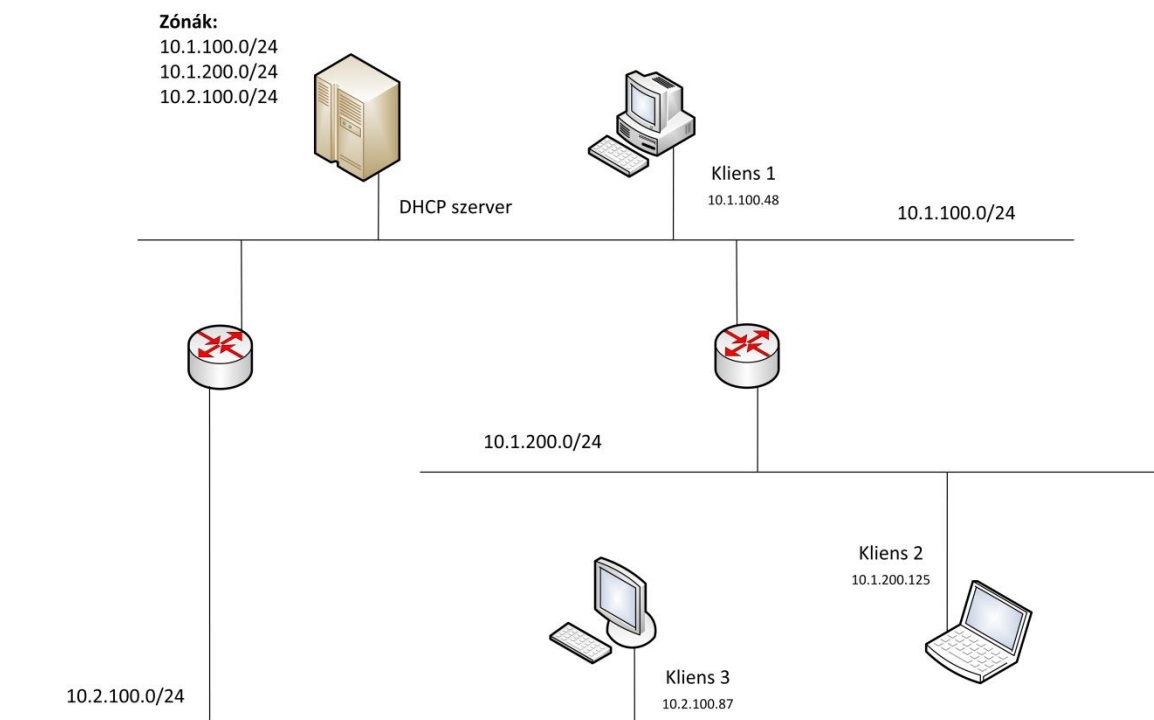 Zónák:
10.1.100.0/24
10.1.200.0/24
10.2.100.0/24
Kliens 1
10.1.100.48
DHCP szerver
10.1.100.0/24
10.1.200.0/24
Kliens 2
10.1.200.125
Kliens 3
10.2.100.87
10.2.100.0/24